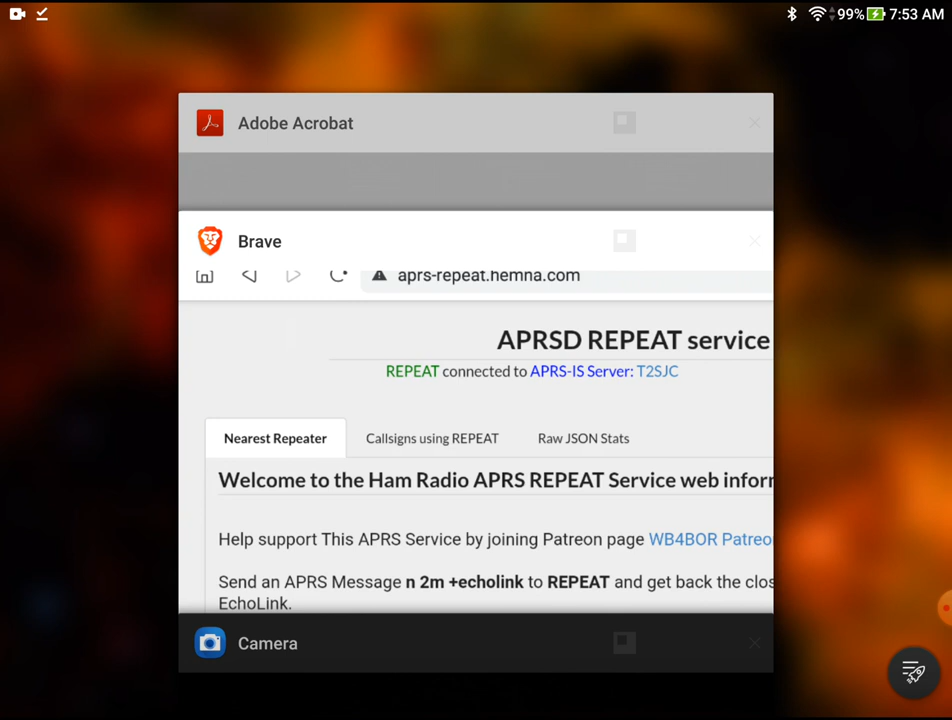 99% 7:53 AM
Adobe Acrobat
Brave
aprs-repeat.hemna.com
APRSD REPEAT service
REPEAT connected to APRS-IS Server: T2SJC
Nearest Repeater Callsigns using REPEAT Raw JSON Stats
Welcome to the Ham Radio APRS REPEAT Service web infor
Help support This APRS Service by joining Patreon page WB4BOR Patreo
Send an APRS Message n 2m +echolink to REPEAT and get back the clos
EchoLink.
Camera